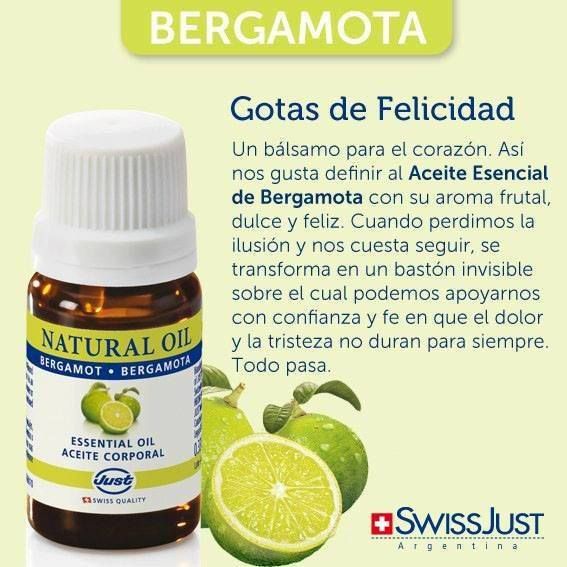 BERGAMOTA
Gotas de Felicidad
Un bálsamo para el corazón. Así
nos gusta definir al Aceite Esencial
de Bergamota con su aroma frutal,
dulce y feliz. Cuando perdimos la
ilusión y nos cuesta seguir, se
transforma en un bastón invisible
sobre el cual podemos apoyarnos
con confianza y fe en que el dolor
y la tristeza no duran para siempre.
Todo pasa.
NATURAL OIL
BERGAMOT • BERGAMOTA
ESSENTIAL OIL
ACEITE CORPORAL
Just
SWISS QUALITY
SWISSJUST
Argentina